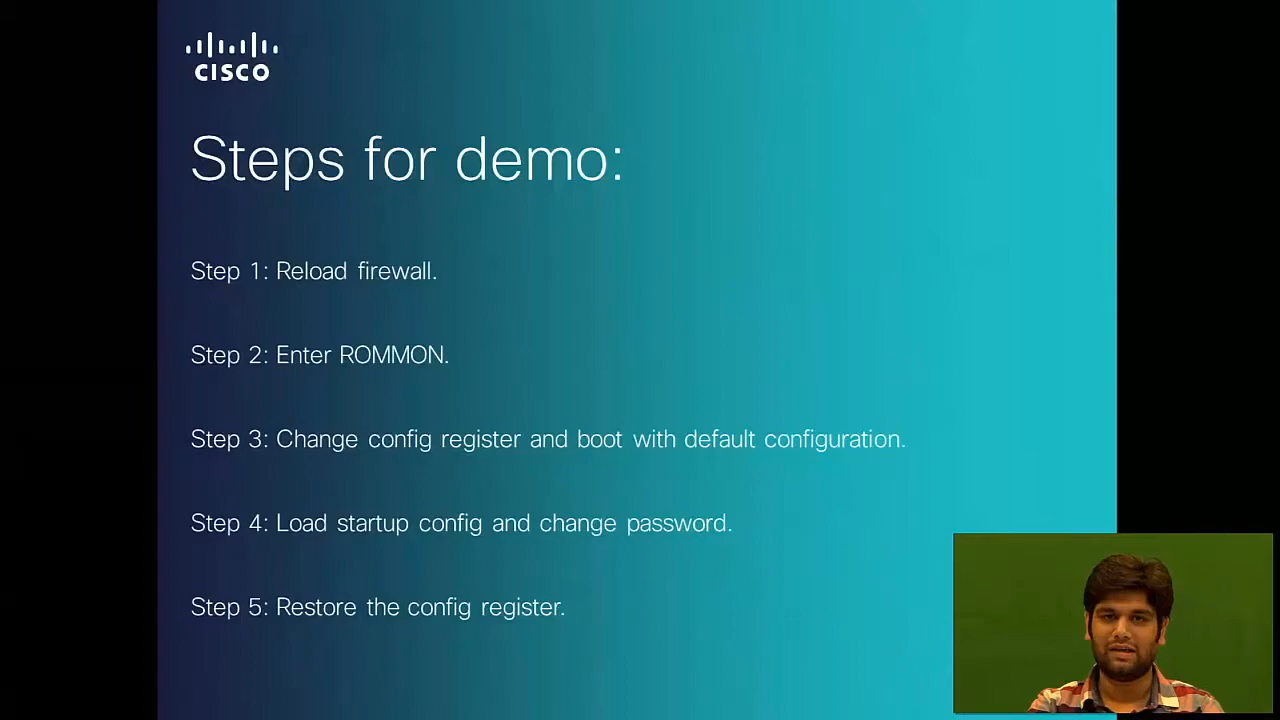 CISCO
Steps for demo:
Step 1: Reload firewall.
Step 2: Enter ROMMON.
Step 3: Change config register and boot with default configuration.
Step 4: Load startup config and change password.
Step 5: Restore the config register.